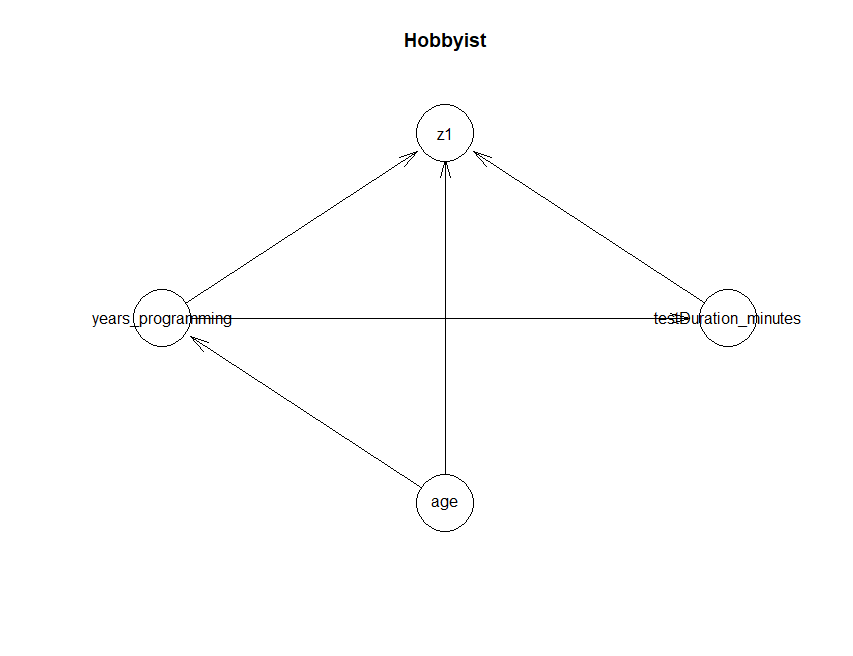 Hobbyist
z1
years_programming
testDuration_minutes
age